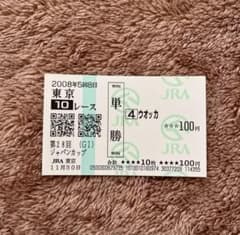 2008年5回8日
東京
10レース
第28回 (GⅠ)
ジャパンカップ
JRA 東京
11月30日
単勝
4 ウオッカ
☆☆☆100円
JRA
合計 ★★★★10枚 ★★★★100円